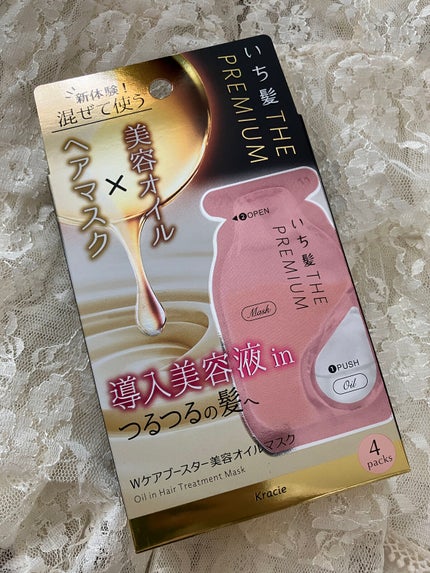 いち髪 THE
PREMIUM
新体験!
混ぜて使う
美容オイル
×
ヘアマスク
◀❷OPEN
いち髪 THE
PREMIUM
Mask
❶PUSH
Oil
導入美容液in
つるつるの髪へ
Wケアブースター美容オイルマスク
Oil in Hair Treatment Mask
4
packs
Kracie